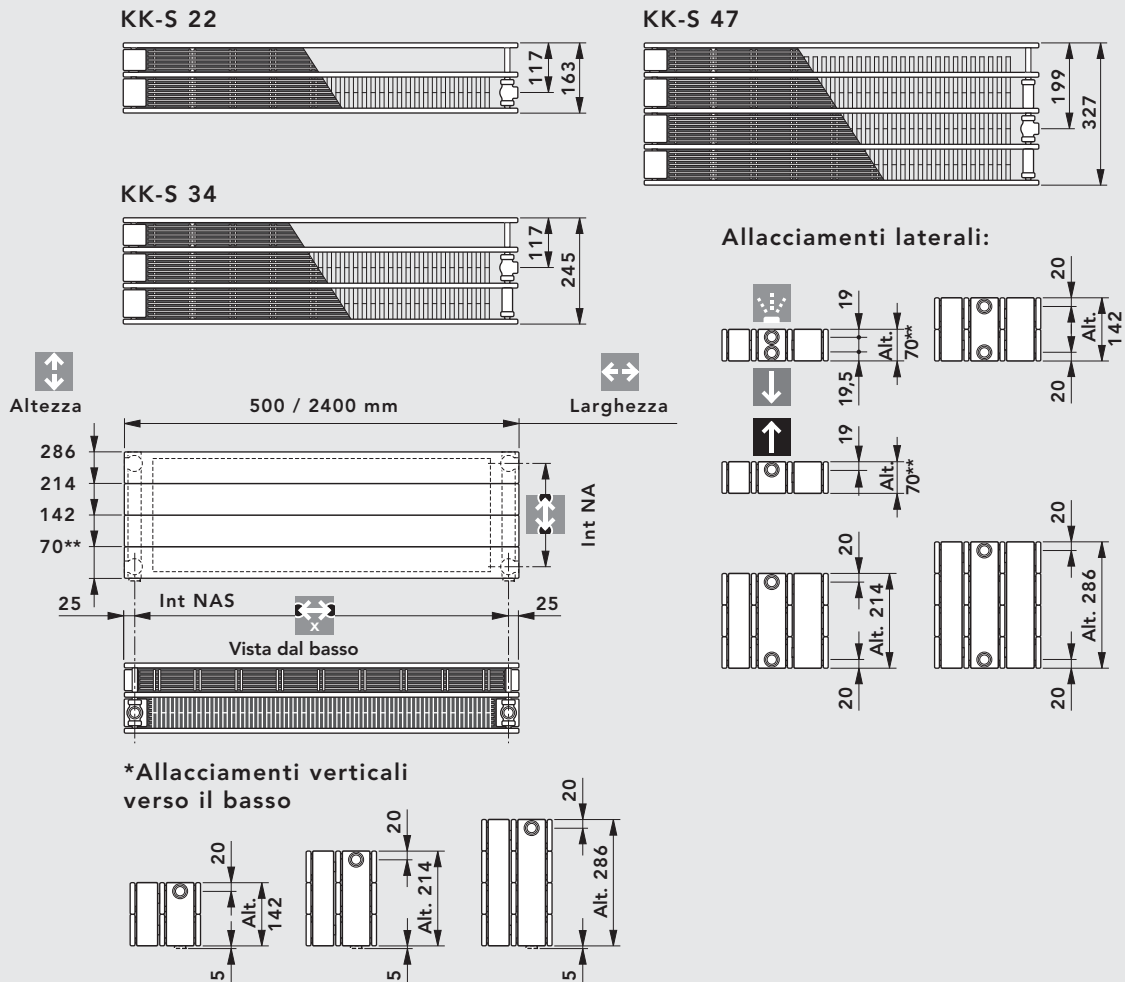 KK-S 22
117
163
KK-S 47
199
327
KK-S 34
117
245
Allacciamenti laterali:
19
Alt.
70**
19,5
20
Alt.
142
20
19
Alt.
70**
20
Alt. 214
20
20
Alt. 286
20
Altezza
500 / 2400 mm
Larghezza
286
214
142
70**
Int NA
25
Int NAS
x
25
Vista dal basso
*Allacciamenti verticali
verso il basso
20
Alt.
142
5
20
Alt. 214
5
20
Alt. 286
5